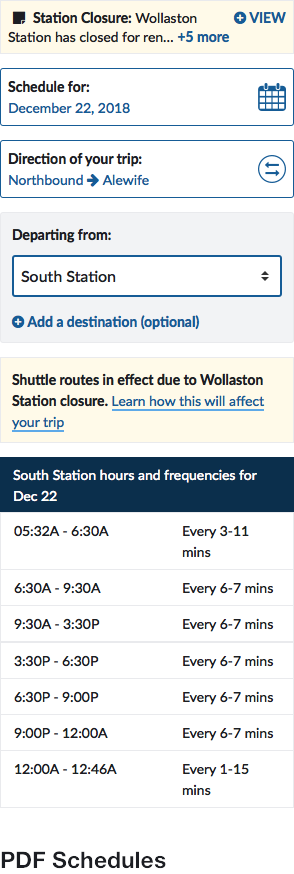 Station Closure: Wollaston VIEW
Station has closed for ren... +5 more
Schedule for:
December 22, 2018
Direction of your trip:
Northbound → Alewife
Departing from:
South Station
Add a destination (optional)
Shuttle routes in effect due to Wollaston
Station closure. Learn how this will affect
your trip
South Station hours and frequencies for
Dec 22
05:32A - 6:30A Every 3-11
mins
6:30A - 9:30A Every 6-7 mins
9:30A - 3:30P Every 6-7 mins
3:30P - 6:30P Every 6-7 mins
6:30P - 9:00P Every 6-7 mins
9:00P - 12:00A Every 6-7 mins
12:00A - 12:46A Every 1-15
mins
PDF Schedules